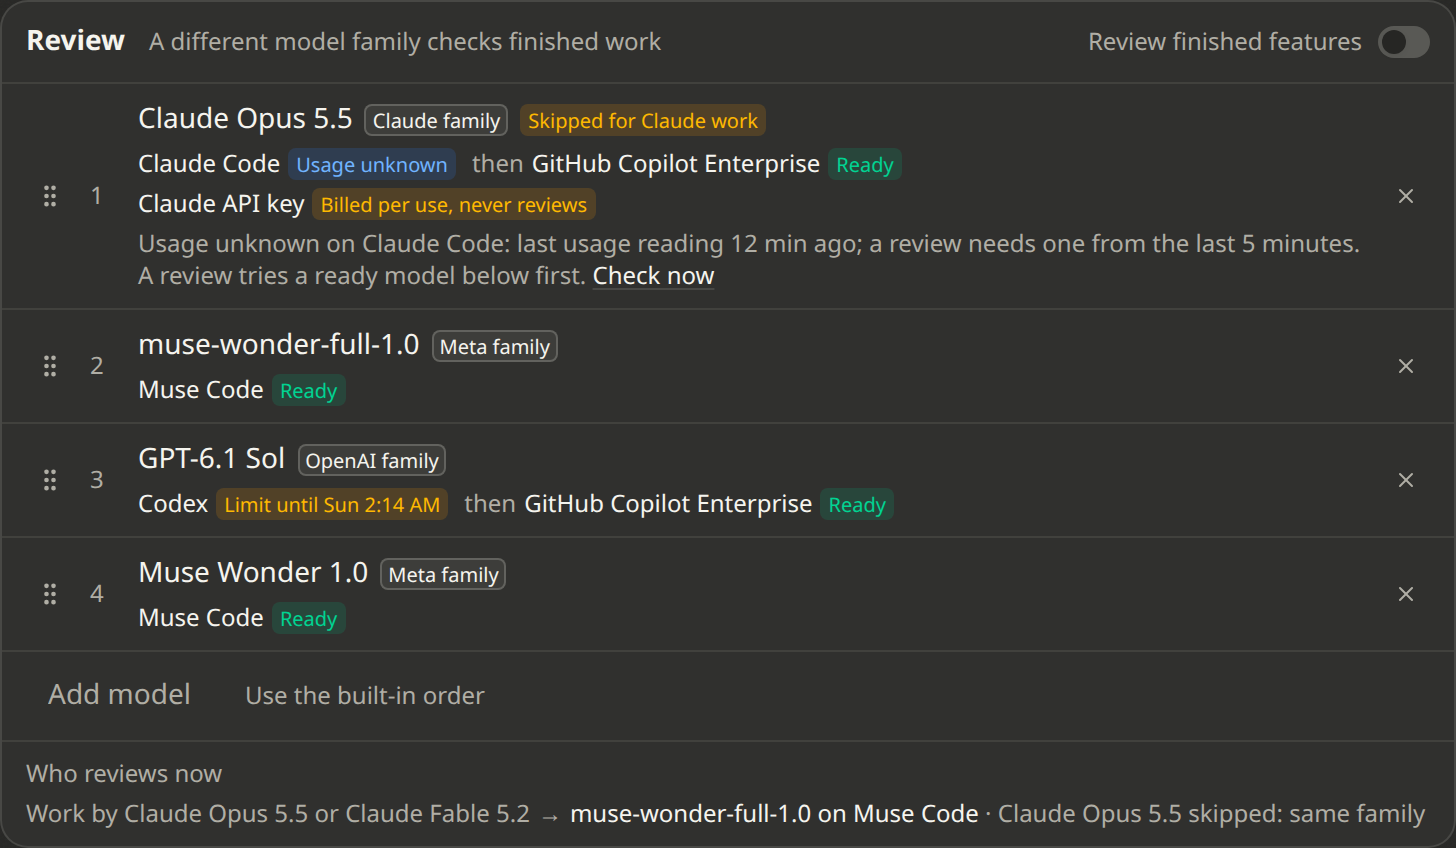 Review A different model family checks finished work Review finished features
Claude Opus 5.5 Claude family Skipped for Claude work
Claude Code Usage unknown then GitHub Copilot Enterprise Ready
1
Claude API key Billed per use, never reviews
Usage unknown on Claude Code: last usage reading 12 min ago; a review needs one from the last 5 minutes.
A review tries a ready model below first. Check now
muse-wonder-full-1.0 Meta family
2
Muse Code Ready
GPT-6.1 Sol OpenAI family
3
Codex Limit until Sun 2:14 AM then GitHub Copilot Enterprise Ready
Muse Wonder 1.0 Meta family
4
Muse Code Ready
Add model Use the built-in order
Who reviews now
Work by Claude Opus 5.5 or Claude Fable 5.2 → muse-wonder-full-1.0 on Muse Code · Claude Opus 5.5 skipped: same family